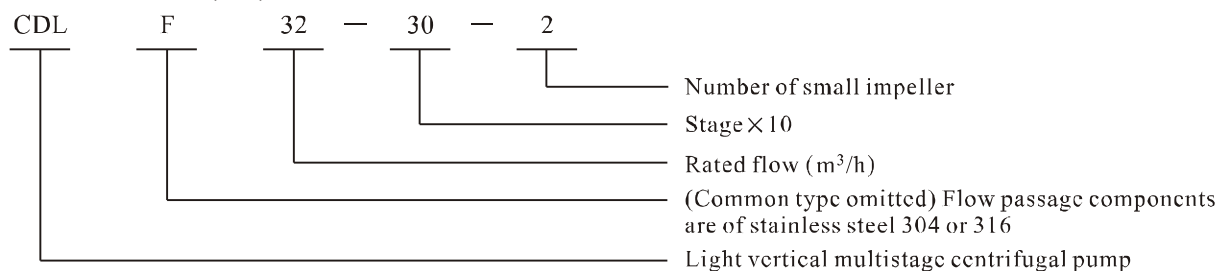 CDL F 32 — 30 — 2
Number of small impeller
Stage×10
Rated flow (m³/h)
(Common type omitted) Flow passage components
are of stainless steel 304 or 316
Light vertical multistage centrifugal pump